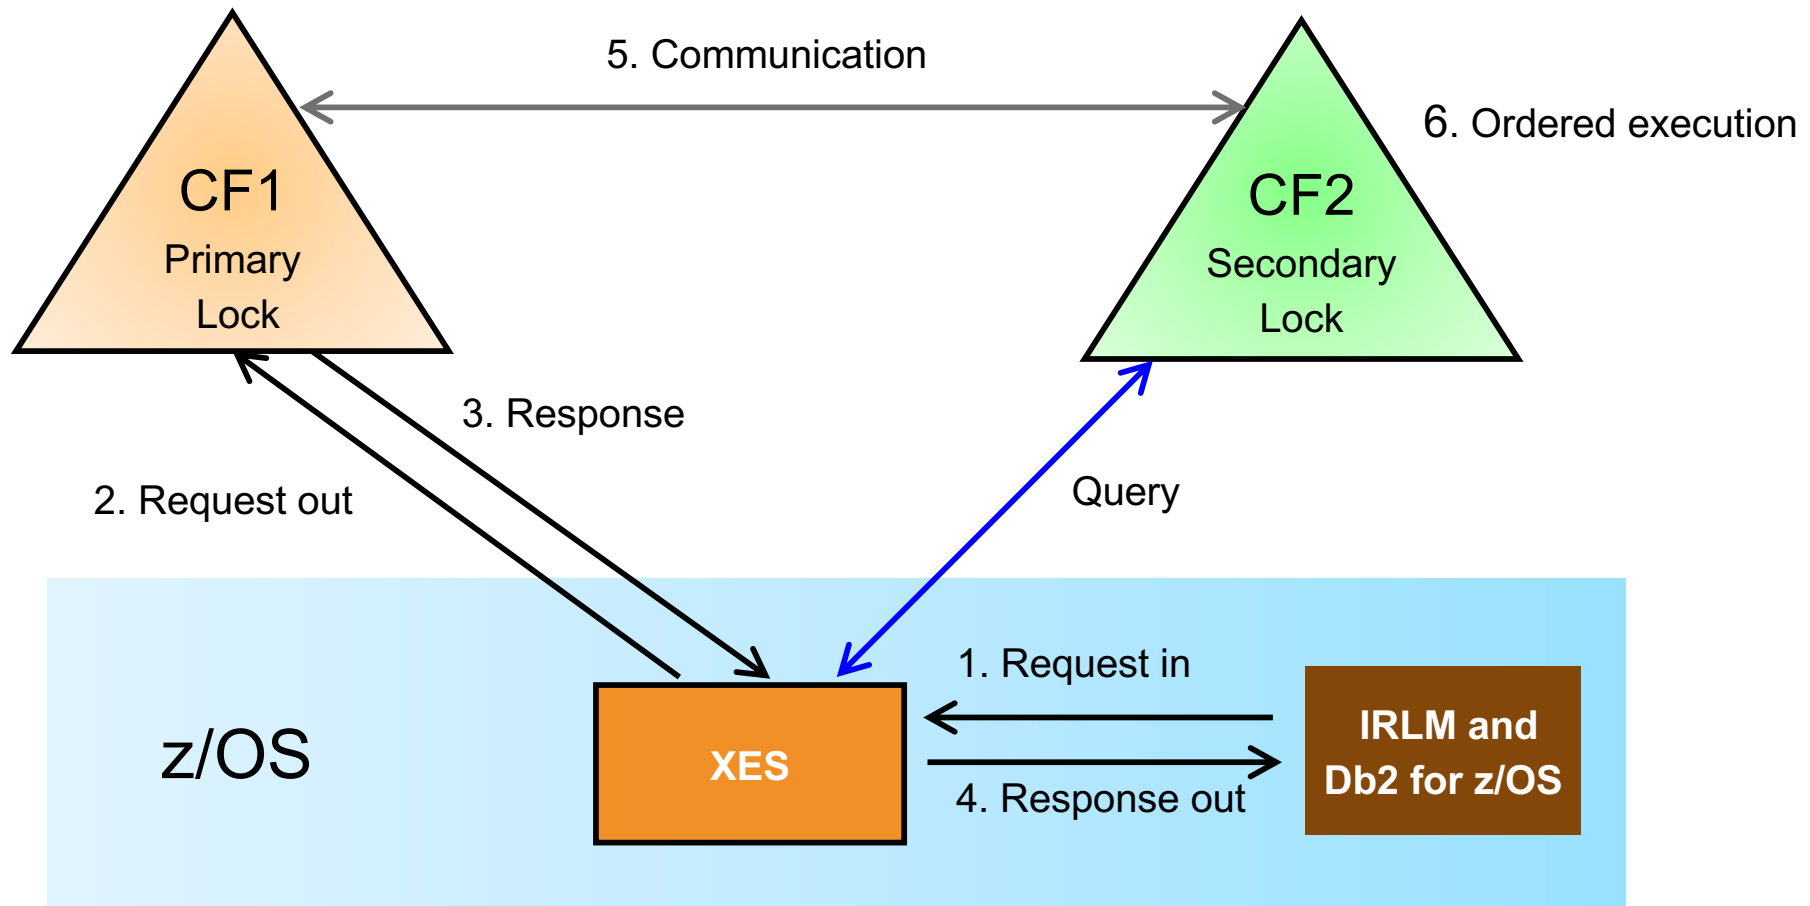 5. Communication
6. Ordered execution
CF1
Primary
Lock
CF2
Secondary
Lock
3. Response
2. Request out
Query
1. Request in
z/OS
XES
IRLM and
Db2 for z/OS
4. Response out